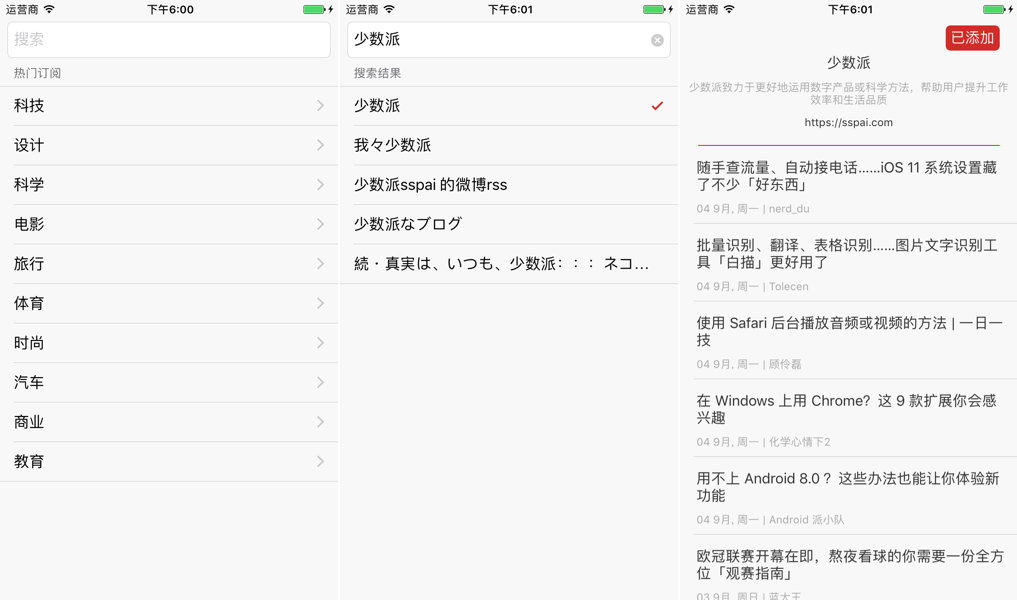 运营商 下午6:00
搜索
热门订阅
科技
设计
科学
电影
旅行
体育
时尚
汽车
商业
教育
运营商 下午6:01
少数派
搜索结果
少数派
我々少数派
少数派sspai 的微博rss
少数派なブログ
続・真実は、いつも、少数派：：： ネコ...
运营商 下午6:01
已添加
少数派
少数派致力于更好地运用数字产品或科学方法，帮助用户提升工作
效率和生活品质
https://sspai.com
随手查流量、自动接电话......iOS 11 系统设置藏
了不少「好东西」
04 9月, 周一 | nerd_du
批量识别、翻译、表格识别......图片文字识别工
具「白描」更好用了
04 9月, 周一 | Tolecen
使用 Safari 后台播放音频或视频的方法 | 一日一
技
04 9月, 周一 | 顾伶磊
在 Windows 上用 Chrome？这 9 款扩展你会感
兴趣
04 9月, 周一 | 化学心情下2
用不上 Android 8.0？这些办法也能让你体验新
功能
04 9月, 周一 | Android 派小队
欧冠联赛开幕在即，熬夜看球的你需要一份全方
位「观赛指南」
03 9月, 周日 | 蓝大王